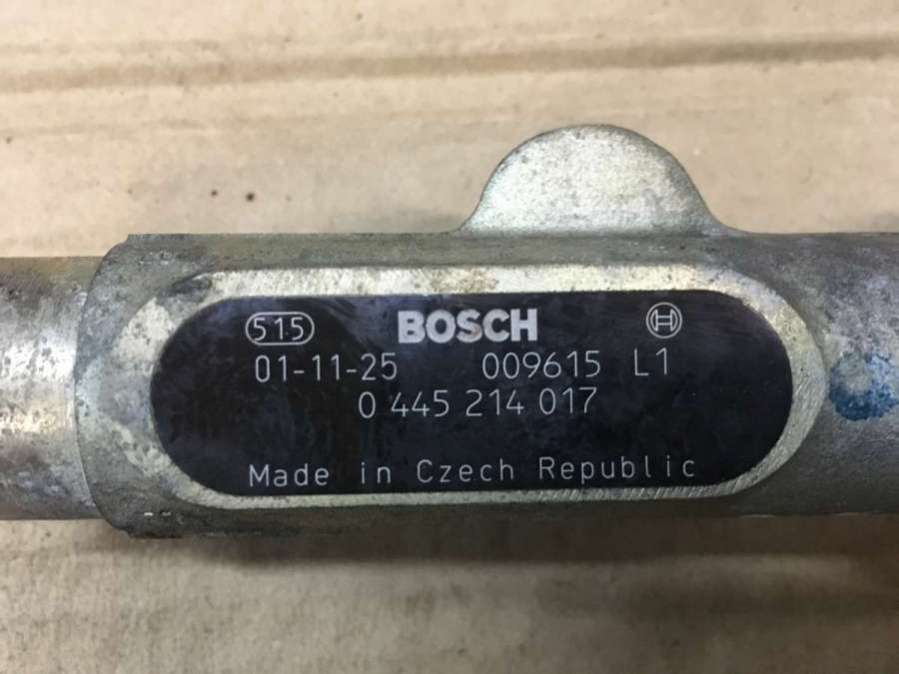 515 BOSCH
01-11-25 009615 L1
0 445 214 017
Made in Czech Republic